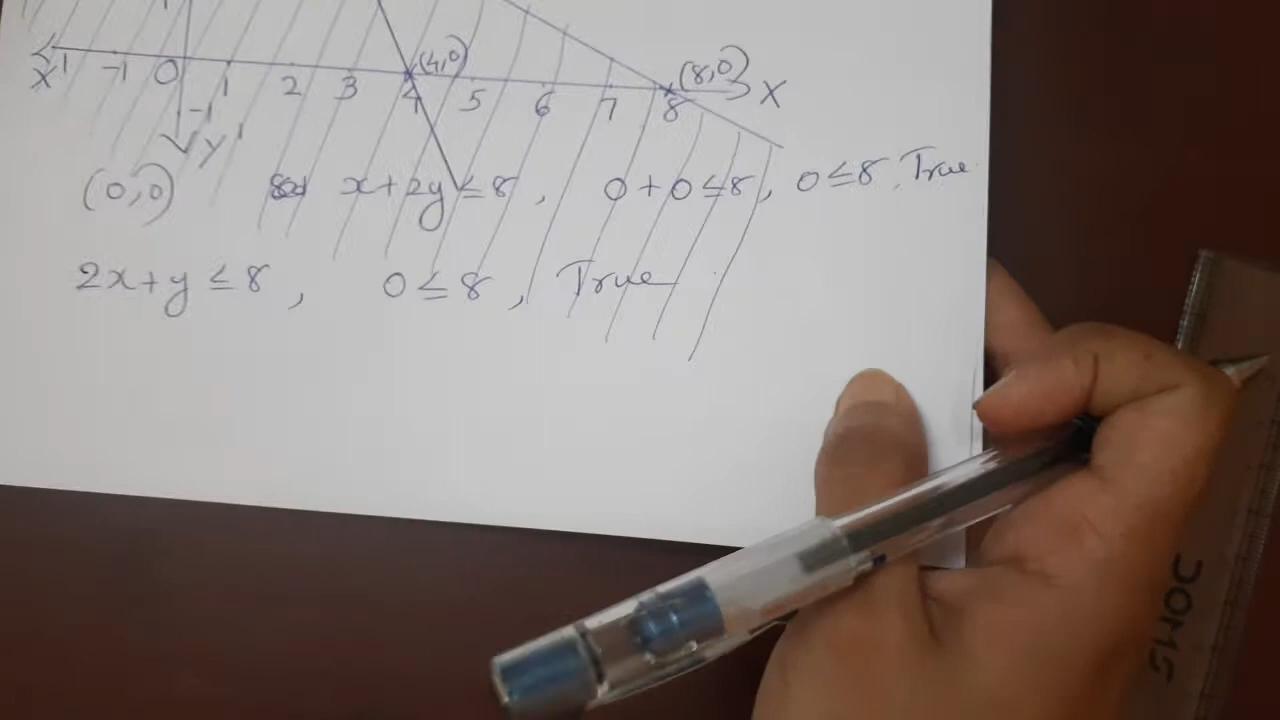 (4,0) (8,0)
X' -1 0 1 2 3 4 5 6 7 8 X
-1
Y'
(0,0) x+2y ≤ 8, 0+0 ≤ 8, 0 ≤ 8. True
2x+y ≤ 8, 0 ≤ 8, True
DOMS